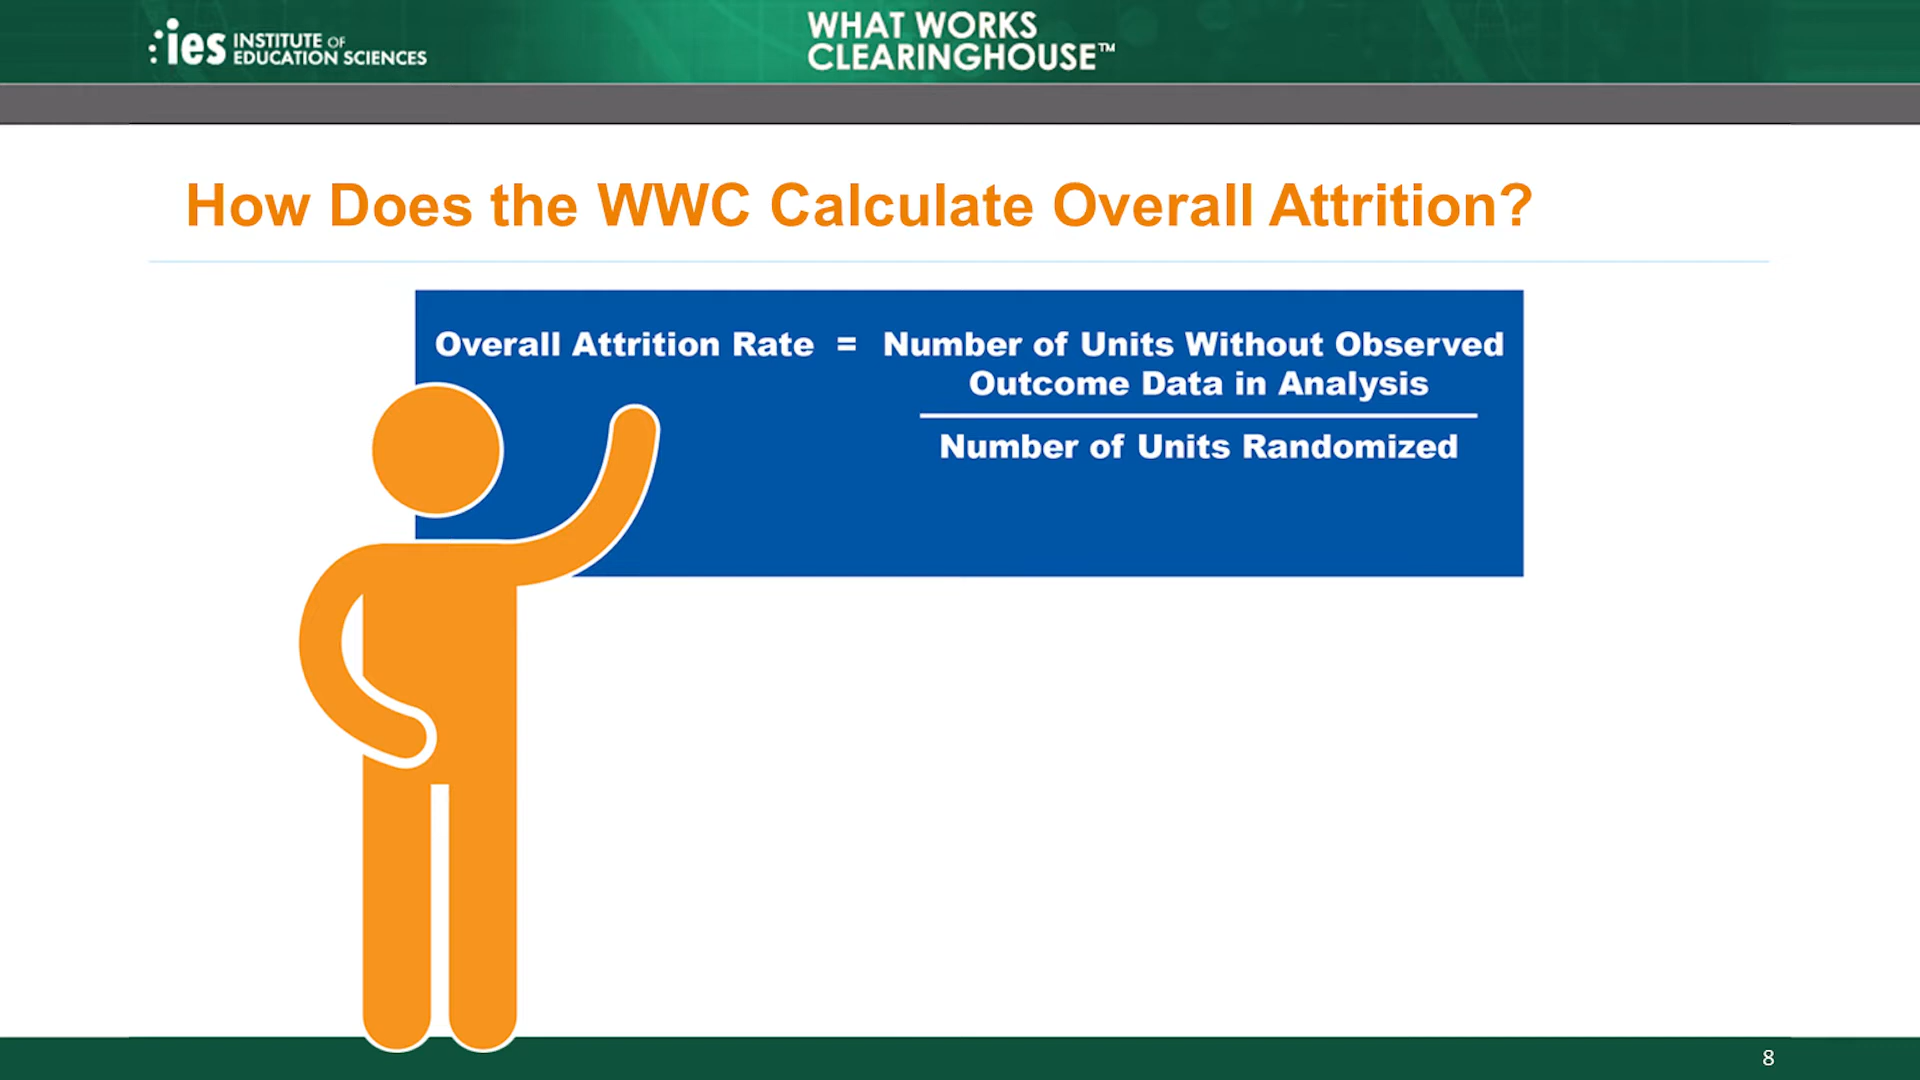 ies INSTITUTE OF
EDUCATION SCIENCES
WHAT WORKS
CLEARINGHOUSE™
How Does the WWC Calculate Overall Attrition?
Overall Attrition Rate = Number of Units Without Observed
Outcome Data in Analysis
Number of Units Randomized
8